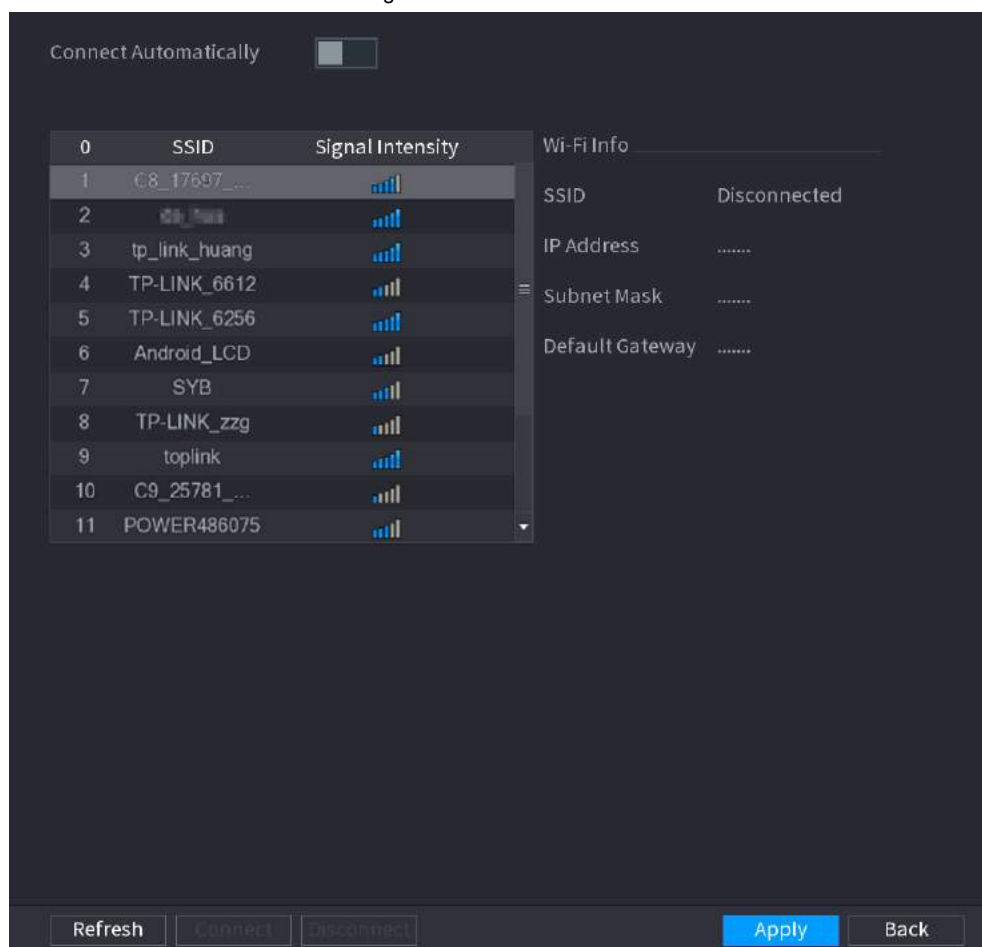 Connect Automatically
0 SSID Signal Intensity
1 C8_17697_...
2
3 tp_link_huang
4 TP-LINK_6612
5 TP-LINK_6256
6 Android_LCD
7 SYB
8 TP-LINK_zzg
9 toplink
10 C9_25781_...
11 POWER486075
Wi-Fi Info
SSID Disconnected
IP Address .......
Subnet Mask .......
Default Gateway .......
Refresh Connect Disconnect Apply Back